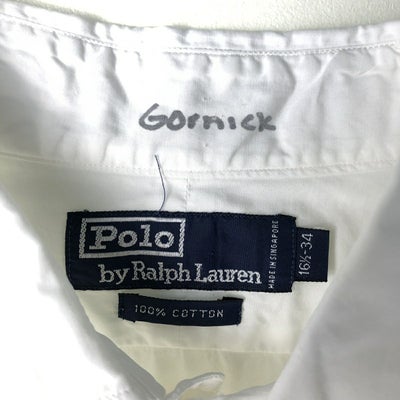 Gornick
Polo
by Ralph Lauren
MADE IN SINGAPORE
16½-34
100% COTTON